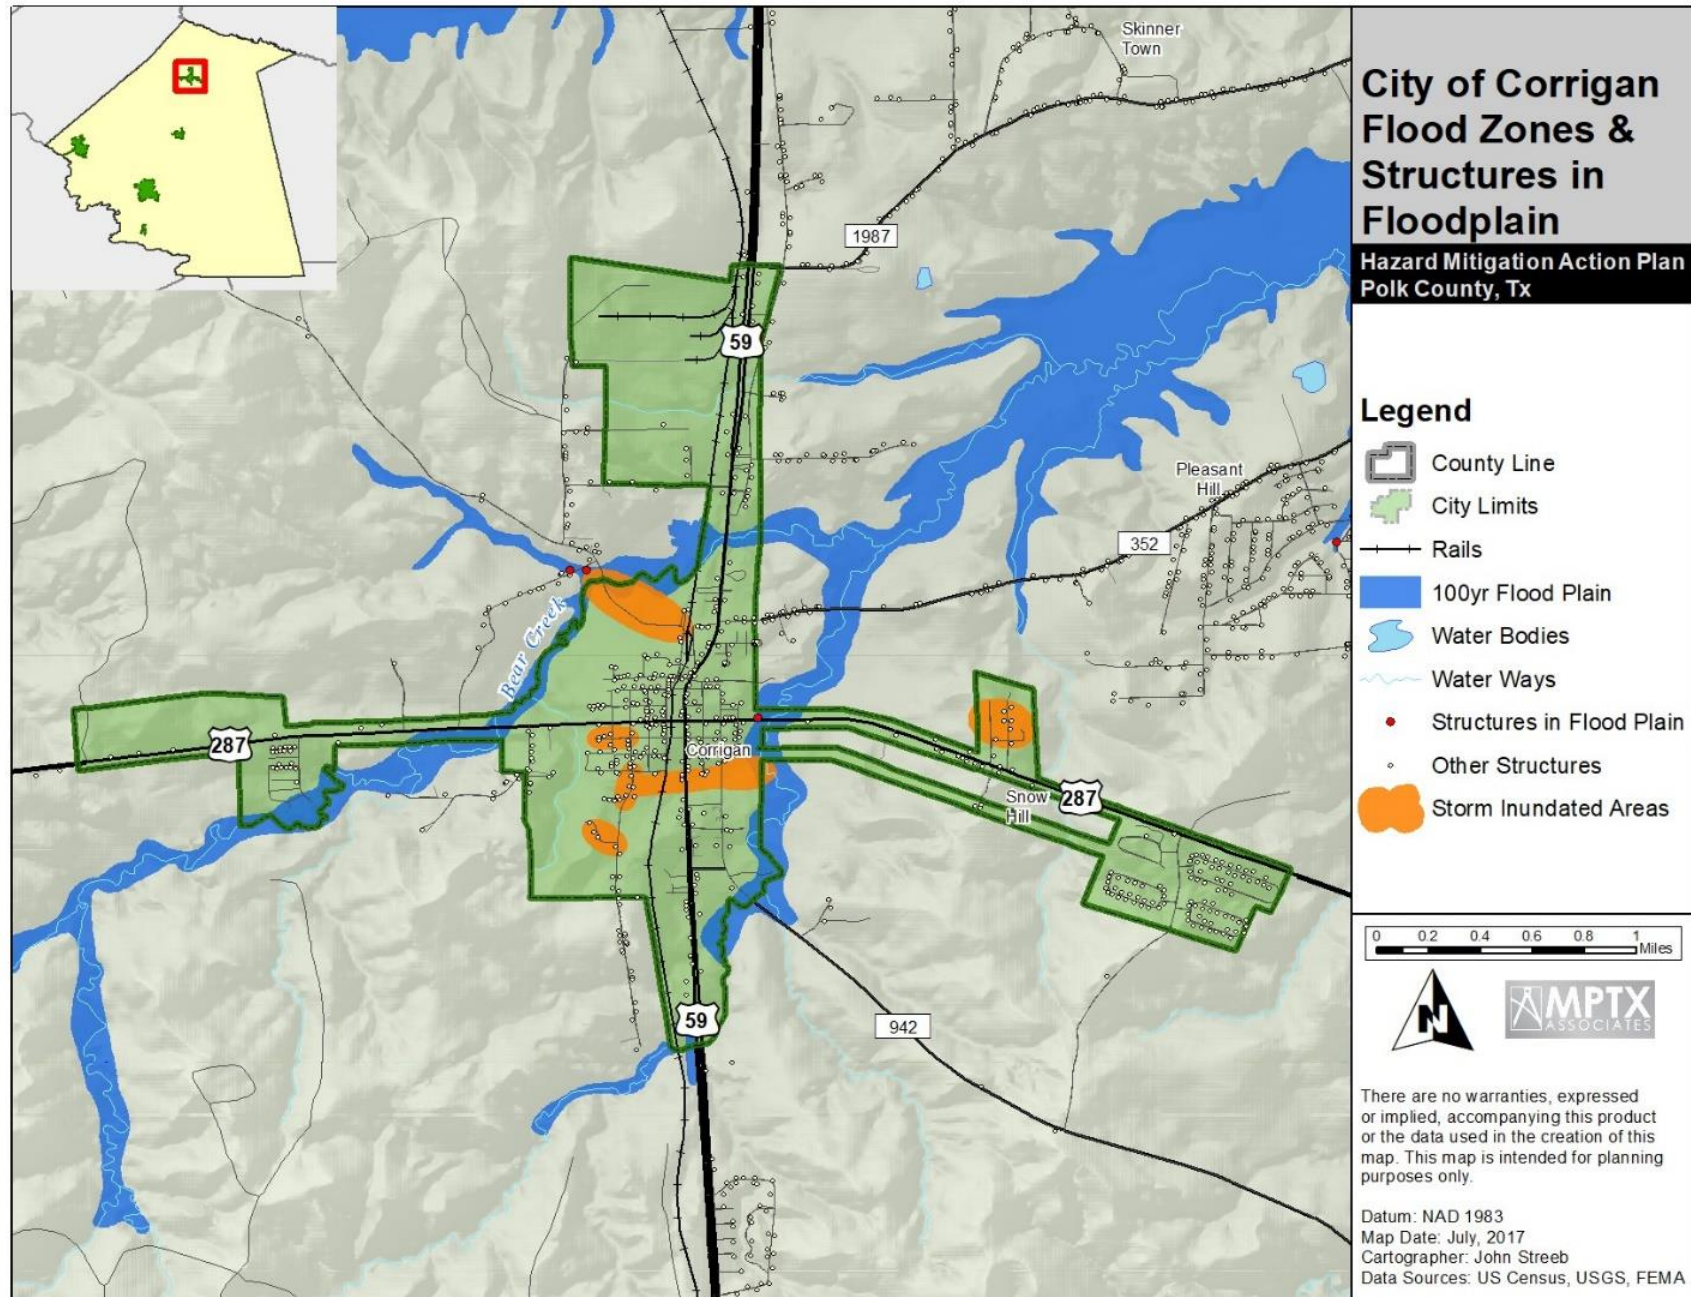 City of Corrigan
Flood Zones &
Structures in
Floodplain
Hazard Mitigation Action Plan
Polk County, Tx
Legend
County Line
City Limits
Rails
100yr Flood Plain
Water Bodies
Water Ways
Structures in Flood Plain
Other Structures
Storm Inundated Areas
0 0.2 0.4 0.6 0.8 1
Miles
N
MPTX
ASSOCIATES
There are no warranties, expressed
or implied, accompanying this product
or the data used in the creation of this
map. This map is intended for planning
purposes only.
Datum: NAD 1983
Map Date: July, 2017
Cartographer: John Streeb
Data Sources: US Census, USGS, FEMA
Skinner
Town
1987
59
Pleasant
Hill
352
Bear Creek
287
Corrigan
Snow
Hill
287
59
942